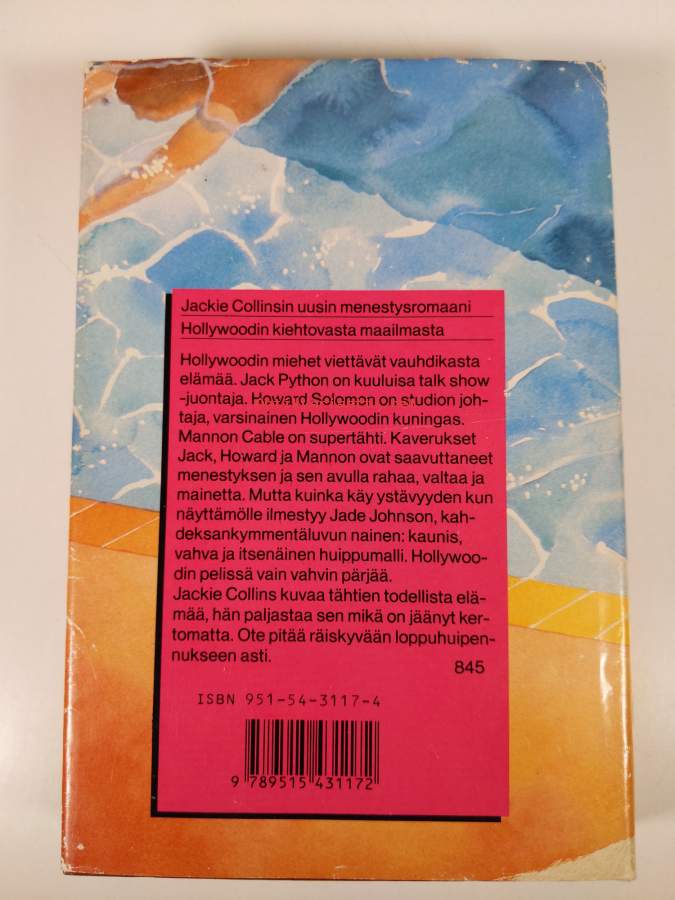 Jackie Collinsin uusin menestysromaani
Hollywoodin kiehtovasta maailmasta
Hollywoodin miehet viettävät vauhdikasta
elämää. Jack Python on kuuluisa talk show
-juontaja. Howard Solomon on studion joh-
taja, varsinainen Hollywoodin kuningas.
Mannon Cable on supertähti. Kaverukset
Jack, Howard ja Mannon ovat saavuttaneet
menestyksen ja sen avulla rahaa, valtaa ja
mainetta. Mutta kuinka käy ystävyyden kun
näyttämölle ilmestyy Jade Johnson, kah-
deksankymmentäluvun nainen: kaunis,
vahva ja itsenäinen huippumalli. Hollywoo-
din pelissä vain vahvin pärjää.
Jackie Collins kuvaa tähtien todellista elä-
mää, hän paljastaa sen mikä on jäänyt ker-
tomatta. Ote pitää räiskyvään loppuhuipen-
nukseen asti.
845
ISBN 951-54-3117-4
9 789515 431172